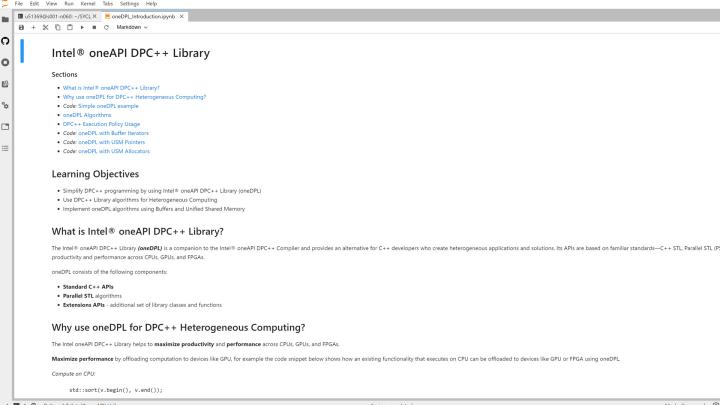 File Edit View Run Kernel Tabs Settings Help
u51369@s001-n060: ~/SYCL
oneDPL_Introduction.ipynb
Markdown
Intel® oneAPI DPC++ Library
Sections
• What is Intel® oneAPI DPC++ Library?
• Why use oneDPL for DPC++ Heterogeneous Computing?
• Code: Simple oneDPL example
• oneDPL Algorithms
• DPC++ Execution Policy Usage
• Code: oneDPL with Buffer Iterators
• Code: oneDPL with USM Pointers
• Code: oneDPL with USM Allocators
Learning Objectives
• Simplify DPC++ programming by using Intel® oneAPI DPC++ Library (oneDPL)
• Use DPC++ Library algorithms for Heterogeneous Computing
• Implement oneDPL algorithms using Buffers and Unified Shared Memory
What is Intel® oneAPI DPC++ Library?
The Intel® oneAPI DPC++ Library (oneDPL) is a companion to the Intel® oneAPI DPC++ Compiler and provides an alternative for C++ developers who create heterogeneous applications and solutions. Its APIs are based on familiar standards—C++ STL, Parallel STL
productivity and performance across CPUs, GPUs, and FPGAs.
oneDPL consists of the following components:
• Standard C++ APIs
• Parallel STL algorithms
• Extensions APIs - additional set of library classes and functions
Why use oneDPL for DPC++ Heterogeneous Computing?
The Intel oneAPI DPC++ Library helps to maximize productivity and performance across CPUs, GPUs, and FPGAs.
Maximize performance by offloading computation to devices like GPU, for example the code snippet below shows how an existing functionality that executes on CPU can be offloaded to devices like GPU or FPGA using oneDPL.
Compute on CPU:
std::sort(v.begin(), v.end());